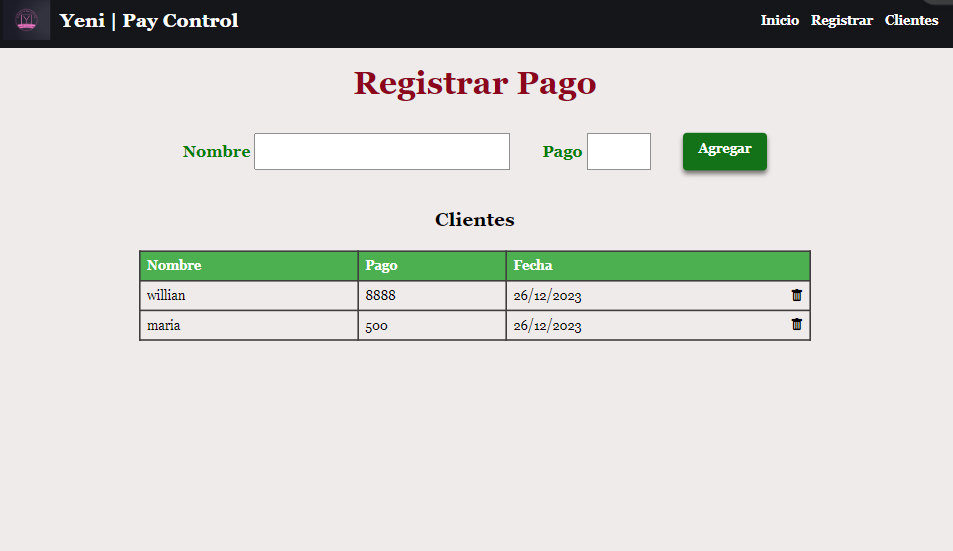 Yeni | Pay Control Inicio Registrar Clientes
Registrar Pago
Nombre Pago Agregar
Clientes
Nombre Pago Fecha
willian 8888 26/12/2023
maria 500 26/12/2023